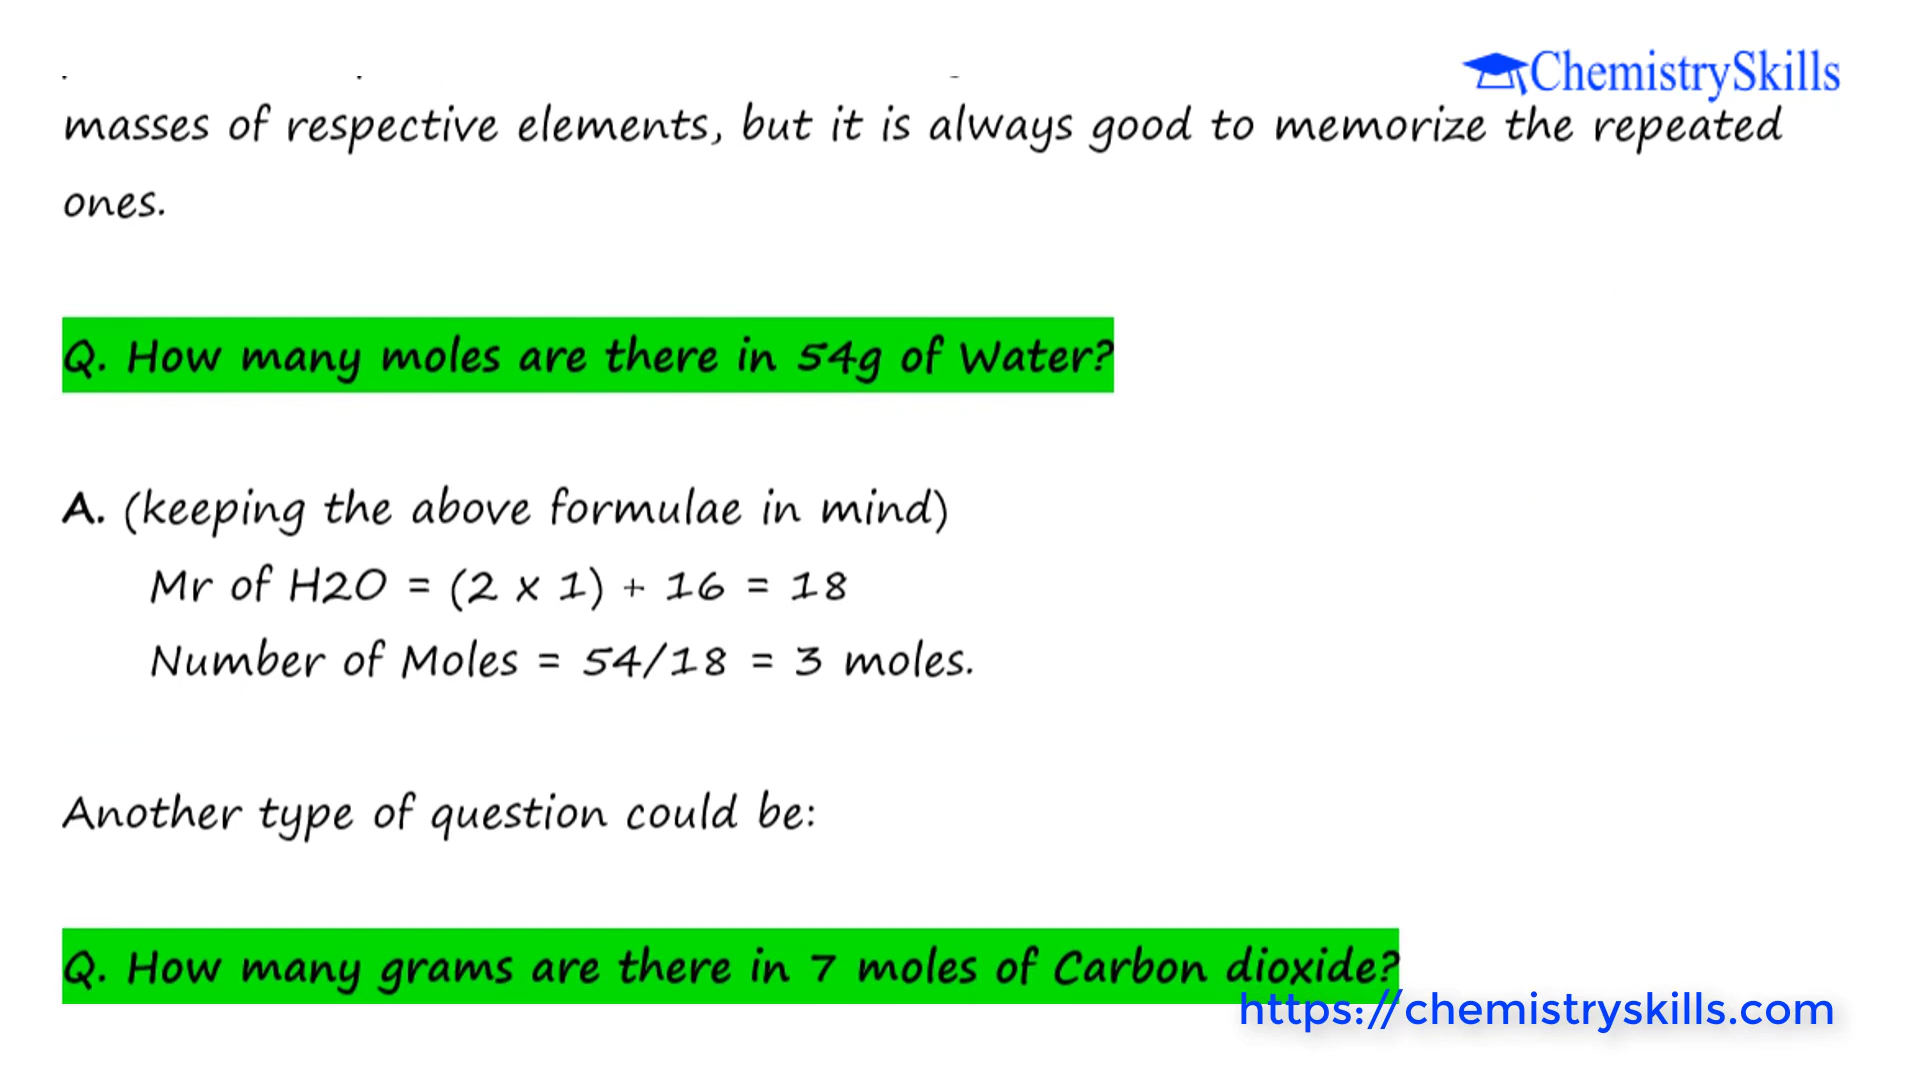 ChemistrySkills
masses of respective elements, but it is always good to memorize the repeated
ones.
Q. How many moles are there in 54g of Water?
A. (keeping the above formulae in mind)
Mr of H2O = (2 x 1) + 16 = 18
Number of Moles = 54/18 = 3 moles.
Another type of question could be:
Q. How many grams are there in 7 moles of Carbon dioxide?
https://chemistryskills.com